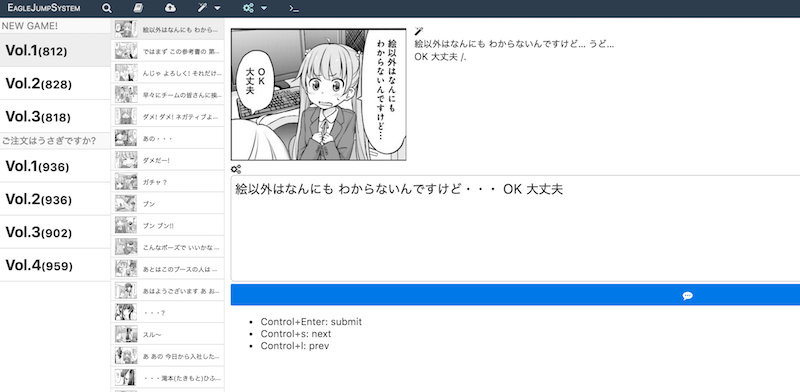 EAGLEJUMPSYSTEM
NEW GAME!
Vol.1(812)
Vol.2(828)
Vol.3(818)
ご注文はうさぎですか?
Vol.1(936)
Vol.2(936)
Vol.3(902)
Vol.4(959)
絵以外はなんにも わから...
ではまず この参考書の 第...
んじゃ よろしく! それだけ...
早々にチームの皆さんに挨...
ダメ! ダメ! ネガティブよ...
あの・・・
ダメだー!
ガチャ?
ブン
ブン ブン!!
こんなポーズで いいかな ...
あとはこのブースの人は ...
あはようございます あ お...
・・・?
スル〜
あ あの 今日から入社した...
・・・滝本(たきもと)ひふ...
絵以外はなんにも
わからないんですけど…
OK
大丈夫
絵以外はなんにも わからないんですけど... うど...
OK 大丈夫 /.
絵以外はなんにも わからないんですけど・・・ OK 大丈夫
Control+Enter: submit
Control+s: next
Control+l: prev